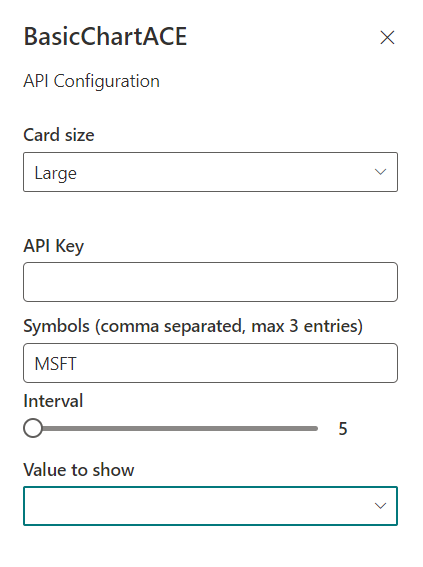 BasicChartACE
API Configuration
Card size
Large
API Key
Symbols (comma separated, max 3 entries)
MSFT
Interval
5
Value to show